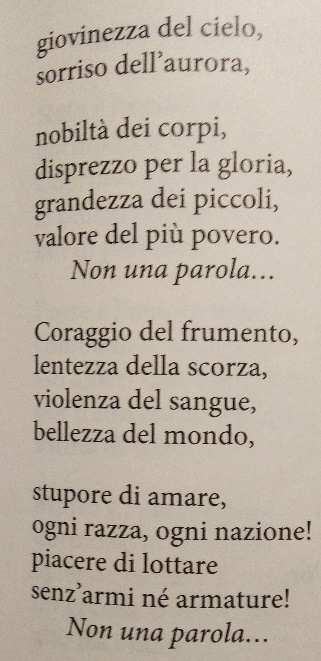 giovinezza del cielo,
sorriso dell'aurora,
nobiltà dei corpi,
disprezzo per la gloria,
grandezza dei piccoli,
valore del più povero.
Non una parola…
Coraggio del frumento,
lentezza della scorza,
violenza del sangue,
bellezza del mondo,
stupore di amare,
ogni razza, ogni nazione!
piacere di lottare
senz'armi né armature!
Non una parola…